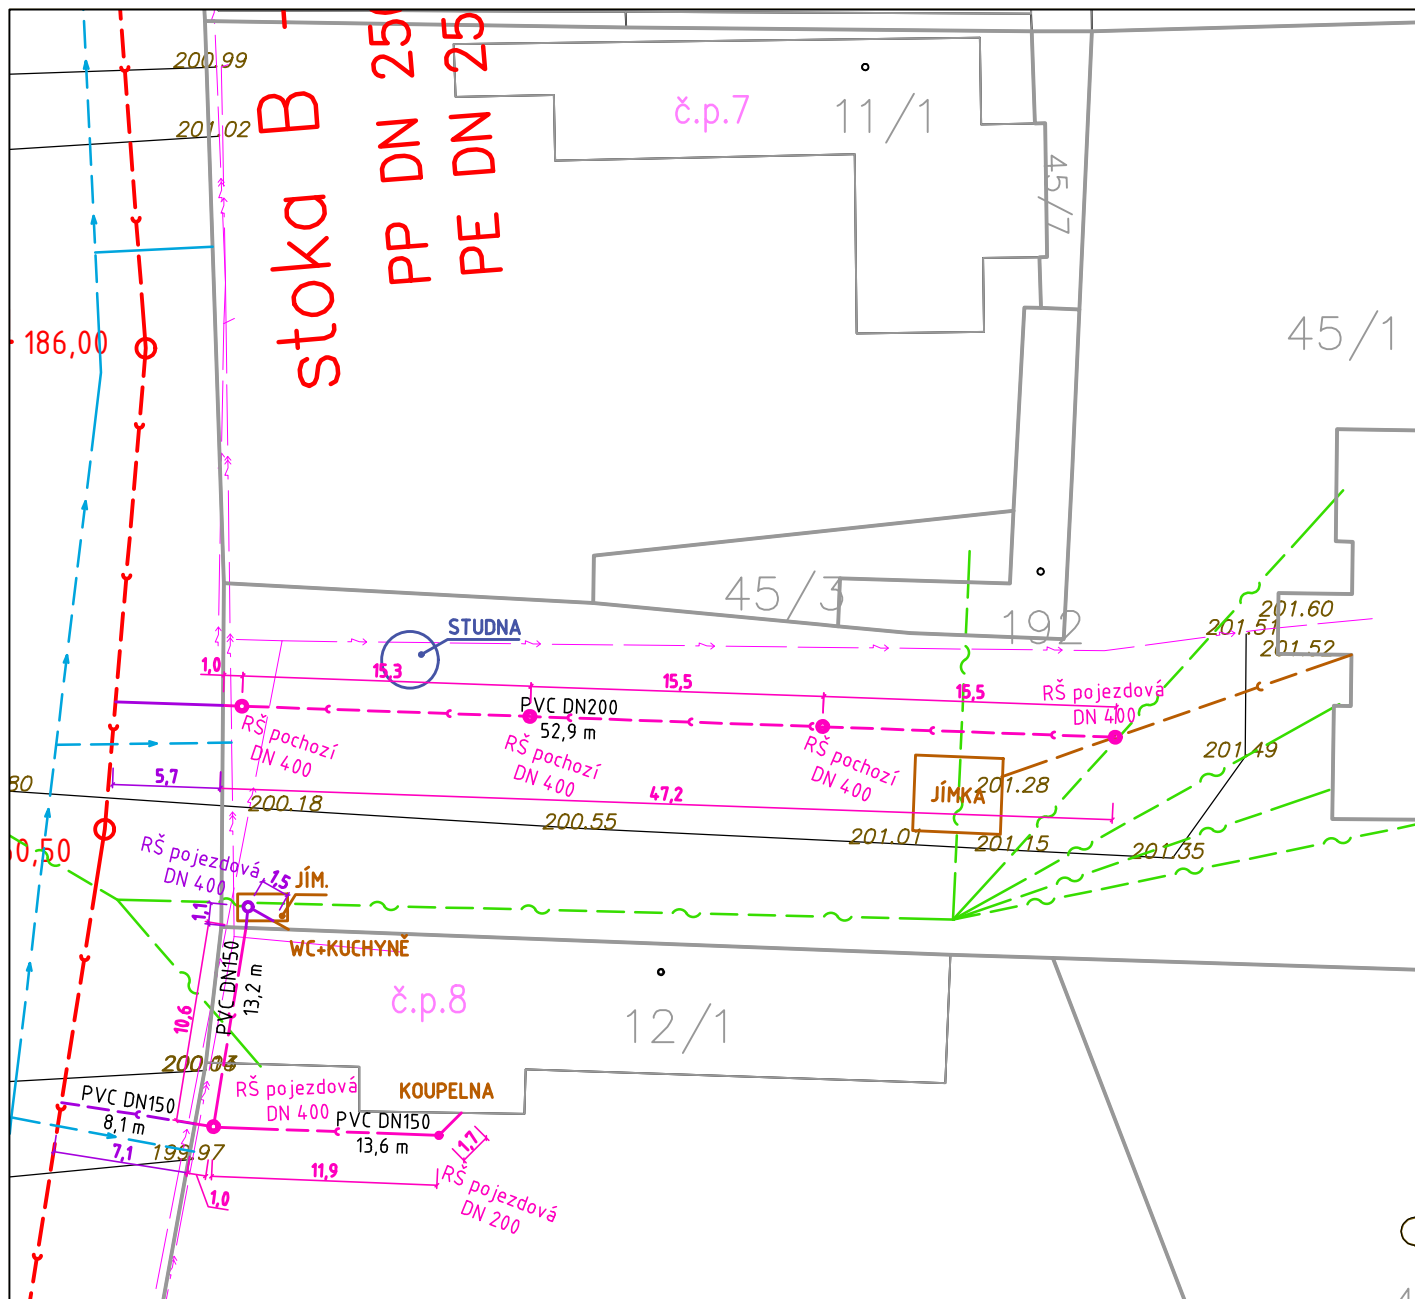 200.99
201.02
stoka B
PP DN 250
PE DN 25
č.p.7
11/1
45/7
186,00
45/1
45/3
192
STUDNA
201.60
201.51
201.52
1,0
15,3
15,5
15,5
RŠ pojezdová
DN 400
PVC DN200
52,9 m
RŠ pochozí
DN 400
RŠ pochozí
DN 400
RŠ pochozí
DN 400
201.49
5,7
47,2
JÍMKA
201.28
80
200.18
200.55
201.01
201.15
201.35
0,50
RŠ pojezdová
DN 400
1,5
JÍM.
1,1
WC+KUCHYNĚ
PVC DN150
13,2 m
10,6
č.p.8
12/1
RŠ pojezdová
DN 400
KOUPELNA
PVC DN150
8,1 m
PVC DN150
13,6 m
7,1
199.97
11,9
1,7
1,0
RŠ pojezdová
DN 200